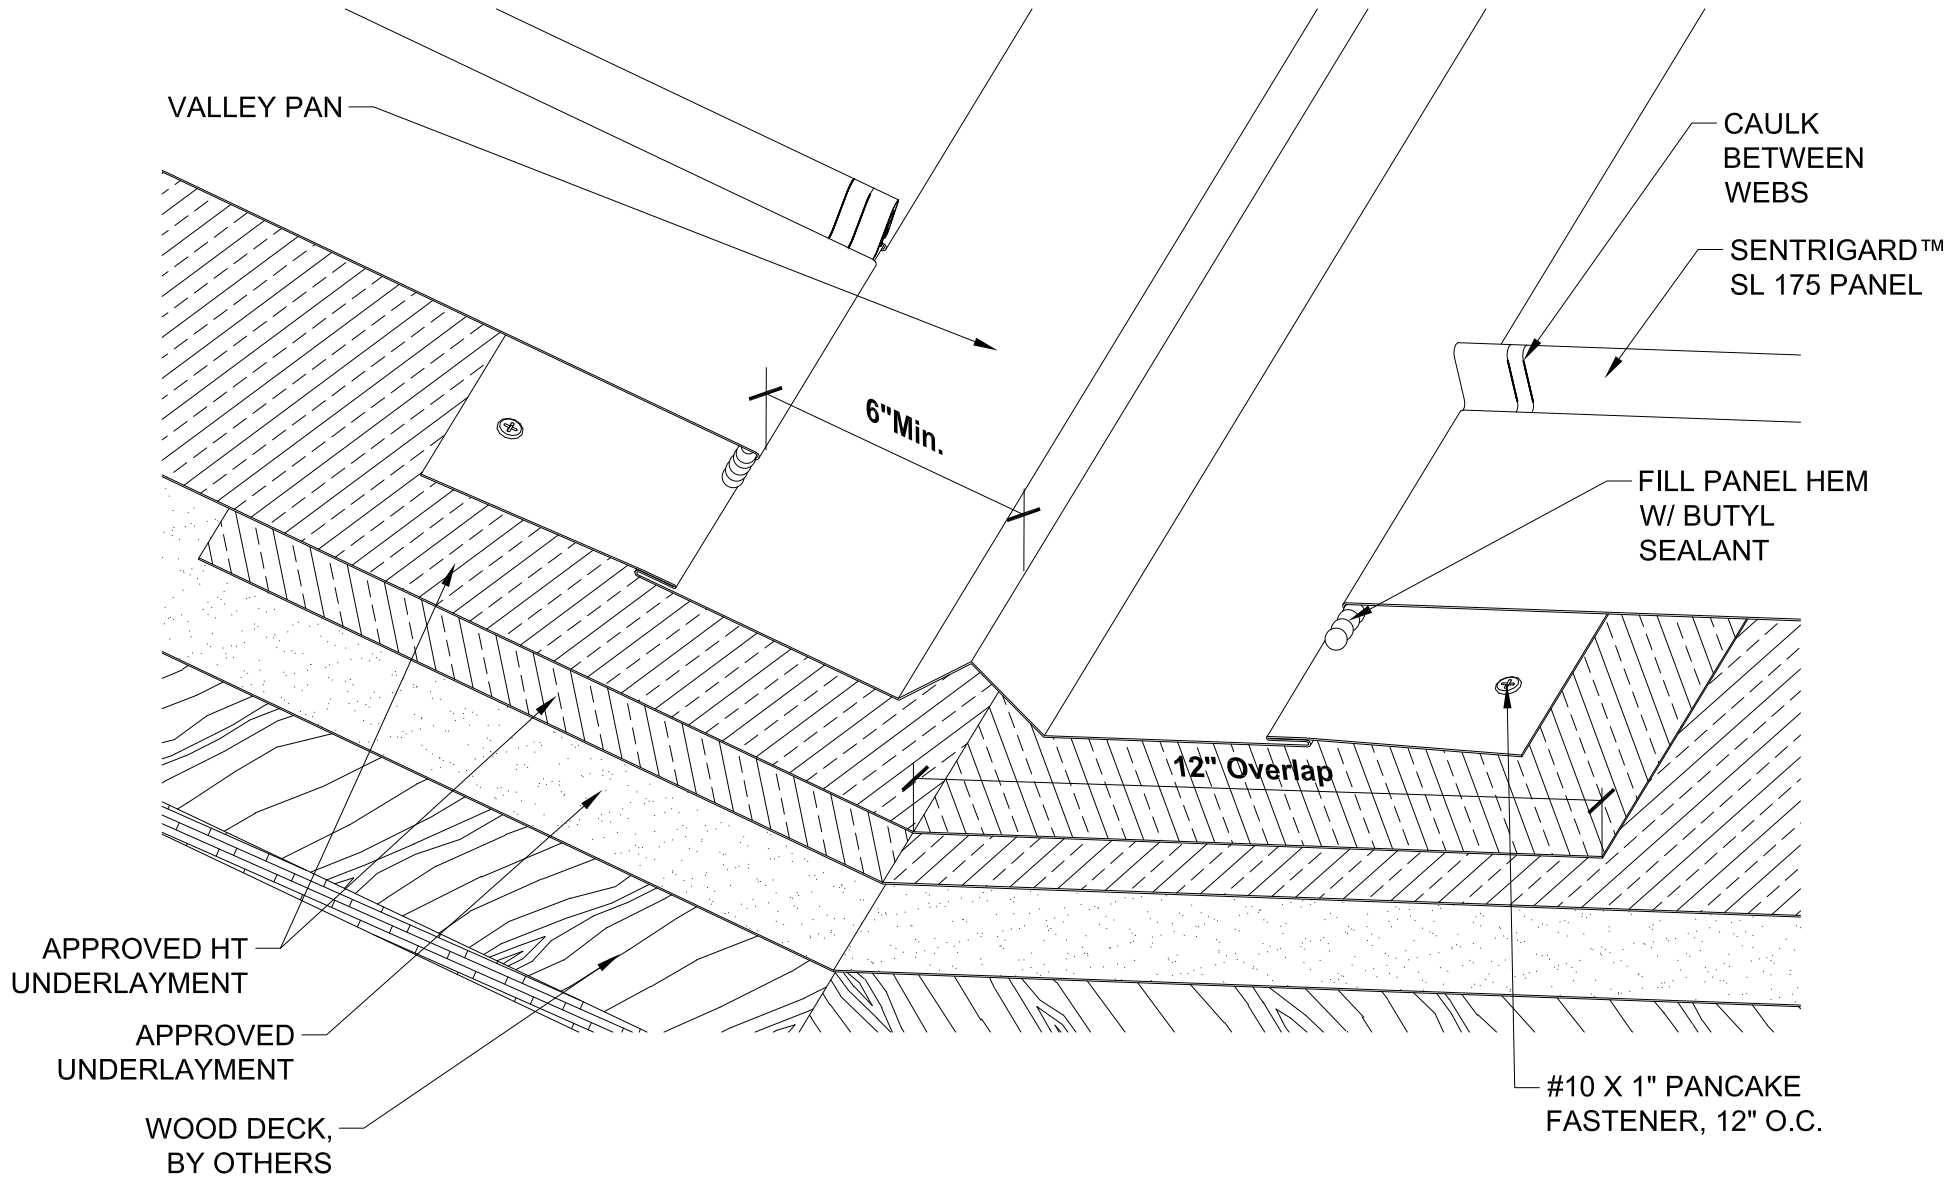 VALLEY PAN
CAULK
BETWEEN
WEBS
SENTRIGARD™
SL 175 PANEL
6"Min.
FILL PANEL HEM
W/ BUTYL
SEALANT
12" Overlap
APPROVED HT
UNDERLAYMENT
APPROVED
UNDERLAYMENT
WOOD DECK,
BY OTHERS
#10 X 1" PANCAKE
FASTENER, 12" O.C.